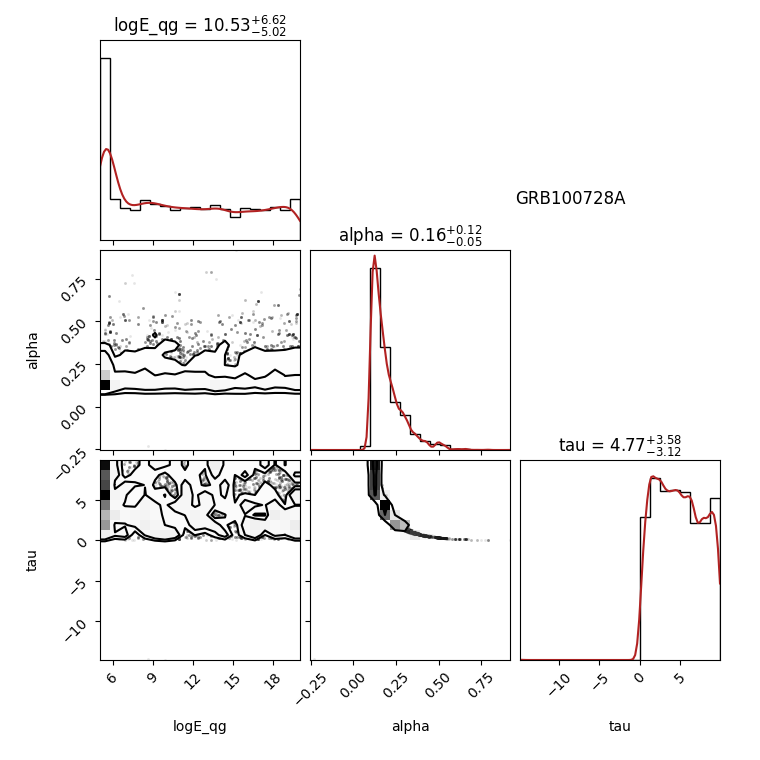 logE_qg = 10.53+6.62 −5.02
GRB100728A
alpha = 0.16+0.12 −0.05
alpha
0.75
0.50
0.25
0.00
−0.25
tau = 4.77+3.58 −3.12
tau
5
0
−5
−10
6 9 12 15 18
−0.25 0.00 0.25 0.50 0.75
−10 −5 0 5
logE_qg alpha tau